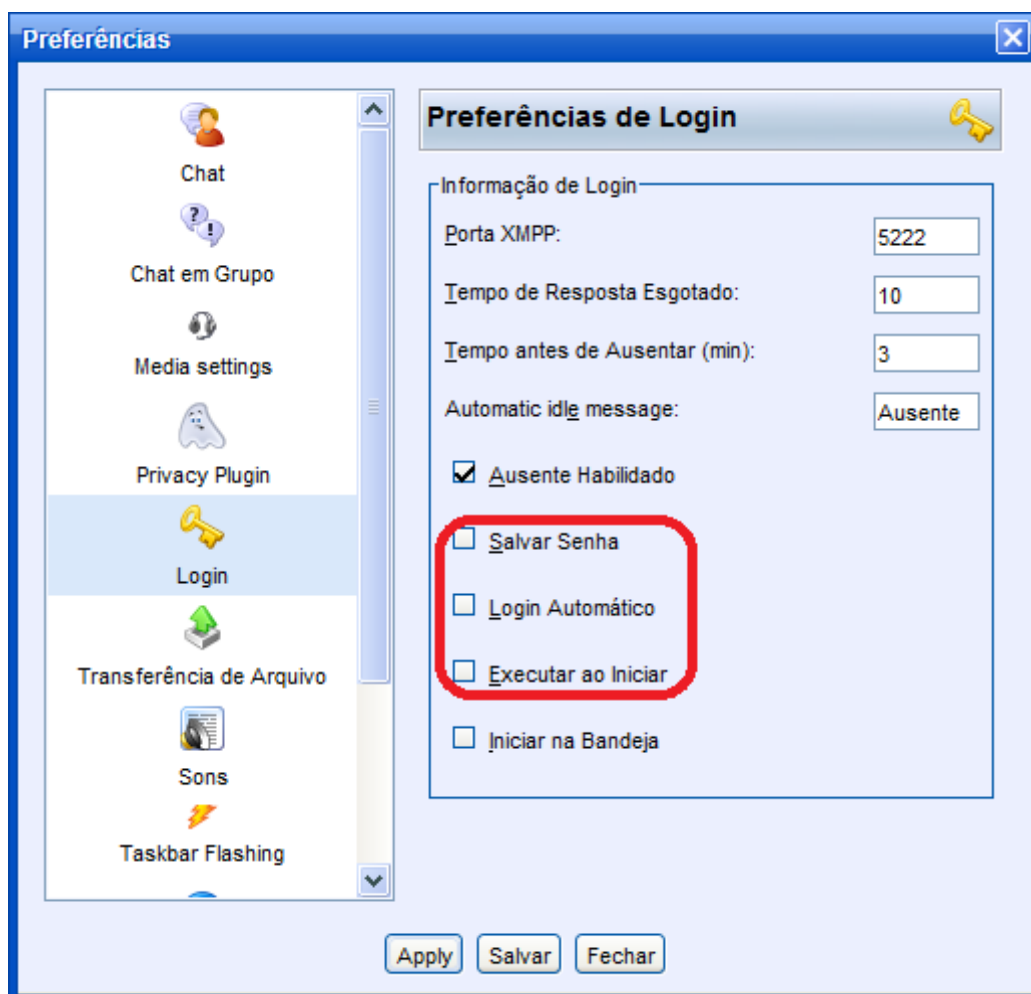 Preferências
Chat
Chat em Grupo
Media settings
Privacy Plugin
Login
Transferência de Arquivo
Sons
Taskbar Flashing
Preferências de Login
Informação de Login
Porta XMPP: 5222
Tempo de Resposta Esgotado: 10
Tempo antes de Ausentar (min): 3
Automatic idle message: Ausente
Ausente Habilidado
Salvar Senha
Login Automático
Executar ao Iniciar
Iniciar na Bandeja
Apply Salvar Fechar